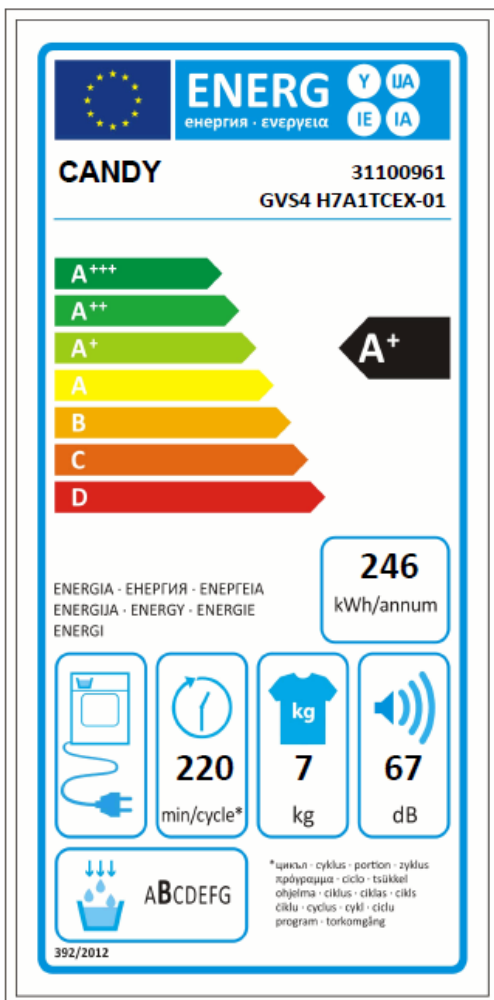 ENERG
енергия · ενεργεια
Y
IJA
IE
IA
CANDY
31100961
GVS4 H7A1TCEX-01
A+++
A++
A+
A
B
C
D
A+
246
kWh/annum
ENERGIA · ЕНЕРГИЯ · ΕΝΕΡΓΕΙΑ
ENERGIJA · ENERGY · ENERGIE
ENERGI
220
min/cycle*
kg
7
kg
67
dB
ABCDEFG
*цикъл · cyklus · portion · zyklus
πρόγραμμα · ciclo · tsükkel
ohjelma · ciklus · ciklas · cikls
ċiklu · cyclus · cykl · ciclu
program · torkomgång
392/2012